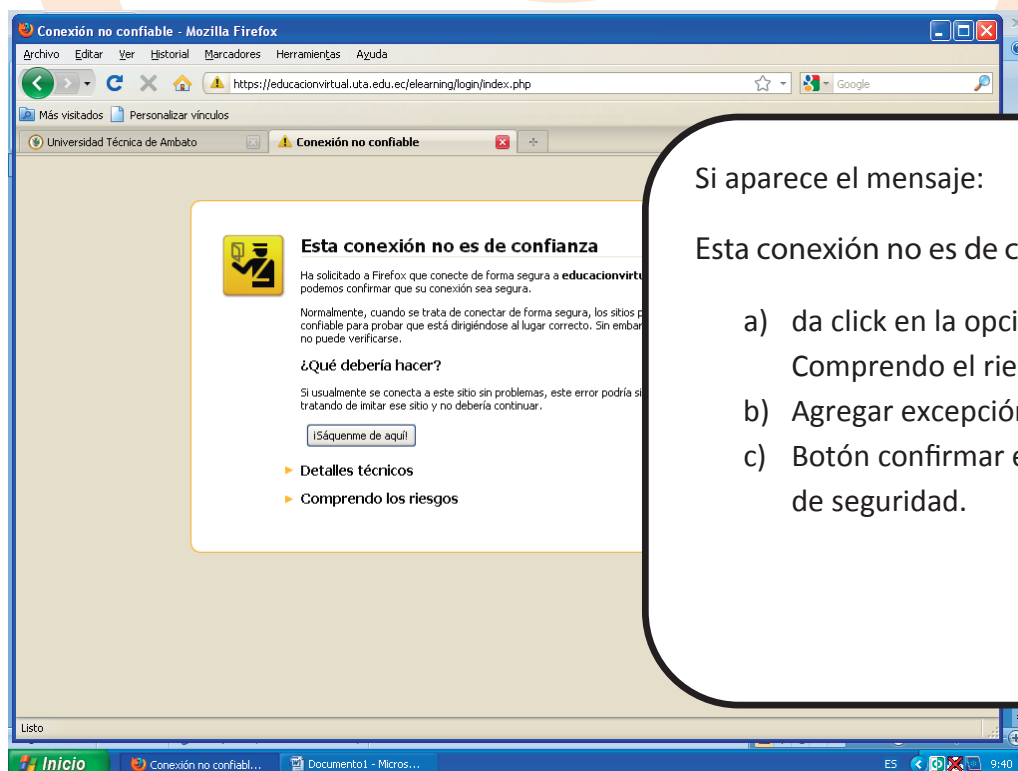 Conexión no confiable - Mozilla Firefox
Archivo Editar Ver Historial Marcadores Herramientas Ayuda
https://educacionvirtual.uta.edu.ec/elearning/login/index.php
Google
Más visitados Personalizar vínculos
Universidad Técnica de Ambato
Conexión no confiable
Esta conexión no es de confianza
Ha solicitado a Firefox que conecte de forma segura a
podemos confirmar que su conexión sea segura.
Normalmente, cuando se trata de conectar de forma segura, los sitios
confiable para probar que está dirigiéndose al lugar correcto. Sin
no puede verificarse.
¿Qué debería hacer?
Si usualmente se conecta a este sitio sin problemas, este error podría
tratando de imitar ese sitio y no debería continuar.
¡Sáquenme de aquí!
Detalles técnicos
Comprendo los riesgos
Listo
Si aparece el mensaje:
Esta conexión no es de
a) da click en la
Comprendo el
b) Agregar excepción
c) Botón confirmar
de seguridad.
Inicio
Conexión no confiabl...
Documento1 - Micros...
ES
9:40